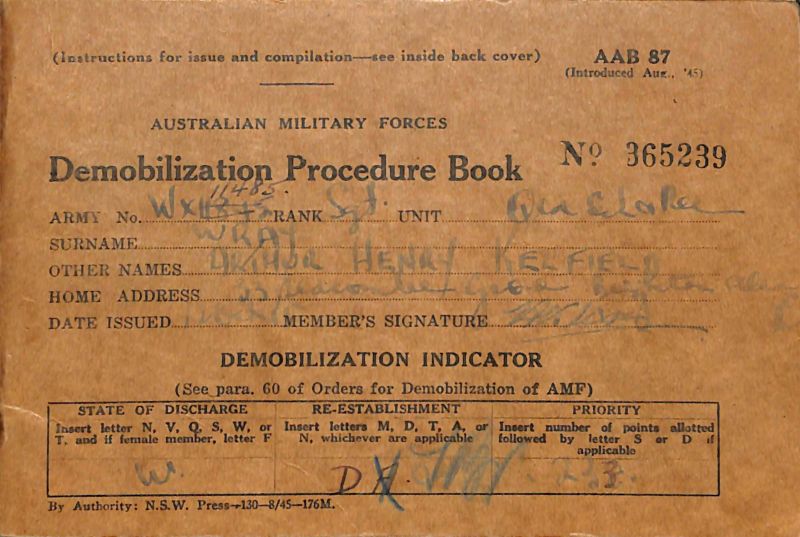 (Instructions for issue and compilation—see inside back cover)
AAB 87
(Introduced Aug., '45)
AUSTRALIAN MILITARY FORCES
Demobilization Procedure Book
Nº 365239
11485.
ARMY No. WX RANK Sgt. UNIT
SURNAME WRAY
OTHER NAMES ARTHUR HENRY KELFIELD
HOME ADDRESS
DATE ISSUED MEMBER'S SIGNATURE
DEMOBILIZATION INDICATOR
(See para. 60 of Orders for Demobilization of AMF)
STATE OF DISCHARGE
Insert letter N, V, Q, S, W, or
T, and if female member, letter F
W.
RE-ESTABLISHMENT
Insert letters M, D, T, A, or
N, whichever are applicable
D
PRIORITY
Insert number of points allotted
followed by letter S or D if
applicable
By Authority: N.S.W. Press—130—8/45—176M.